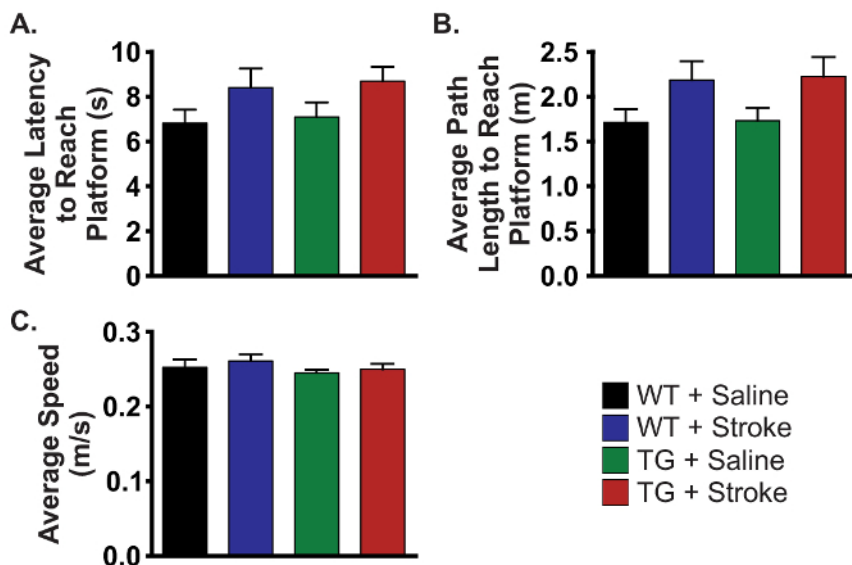 A.
Average Latency
to Reach
Platform (s)
10
8
6
4
2
0
B.
Average Path
Length to Reach
Platform (m)
2.5
2.0
1.5
1.0
0.5
0.0
C.
Average Speed
(m/s)
0.3
0.2
0.1
0.0
WT + Saline
WT + Stroke
TG + Saline
TG + Stroke